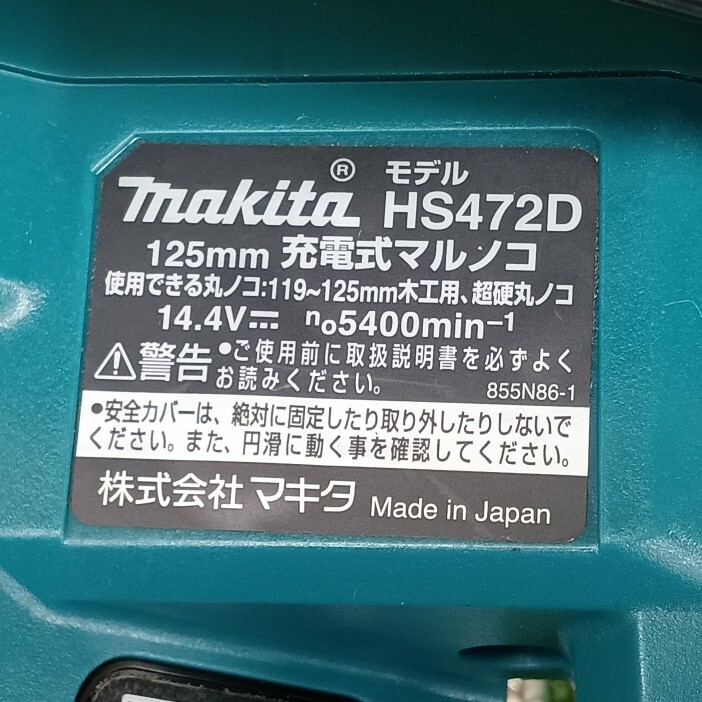 makita® モデル HS472D
125mm 充電式マルノコ
使用できる丸ノコ:119~125mm木工用、超硬丸ノコ
14.4V⎓ no5400min-1
⚠警告 •ご使用前に取扱説明書を必ずよく
お読みください。 855N86-1
•安全カバーは、絶対に固定したり取り外したりしないで
ください。また、円滑に動く事を確認してください。
株式会社 マキタ Made in Japan